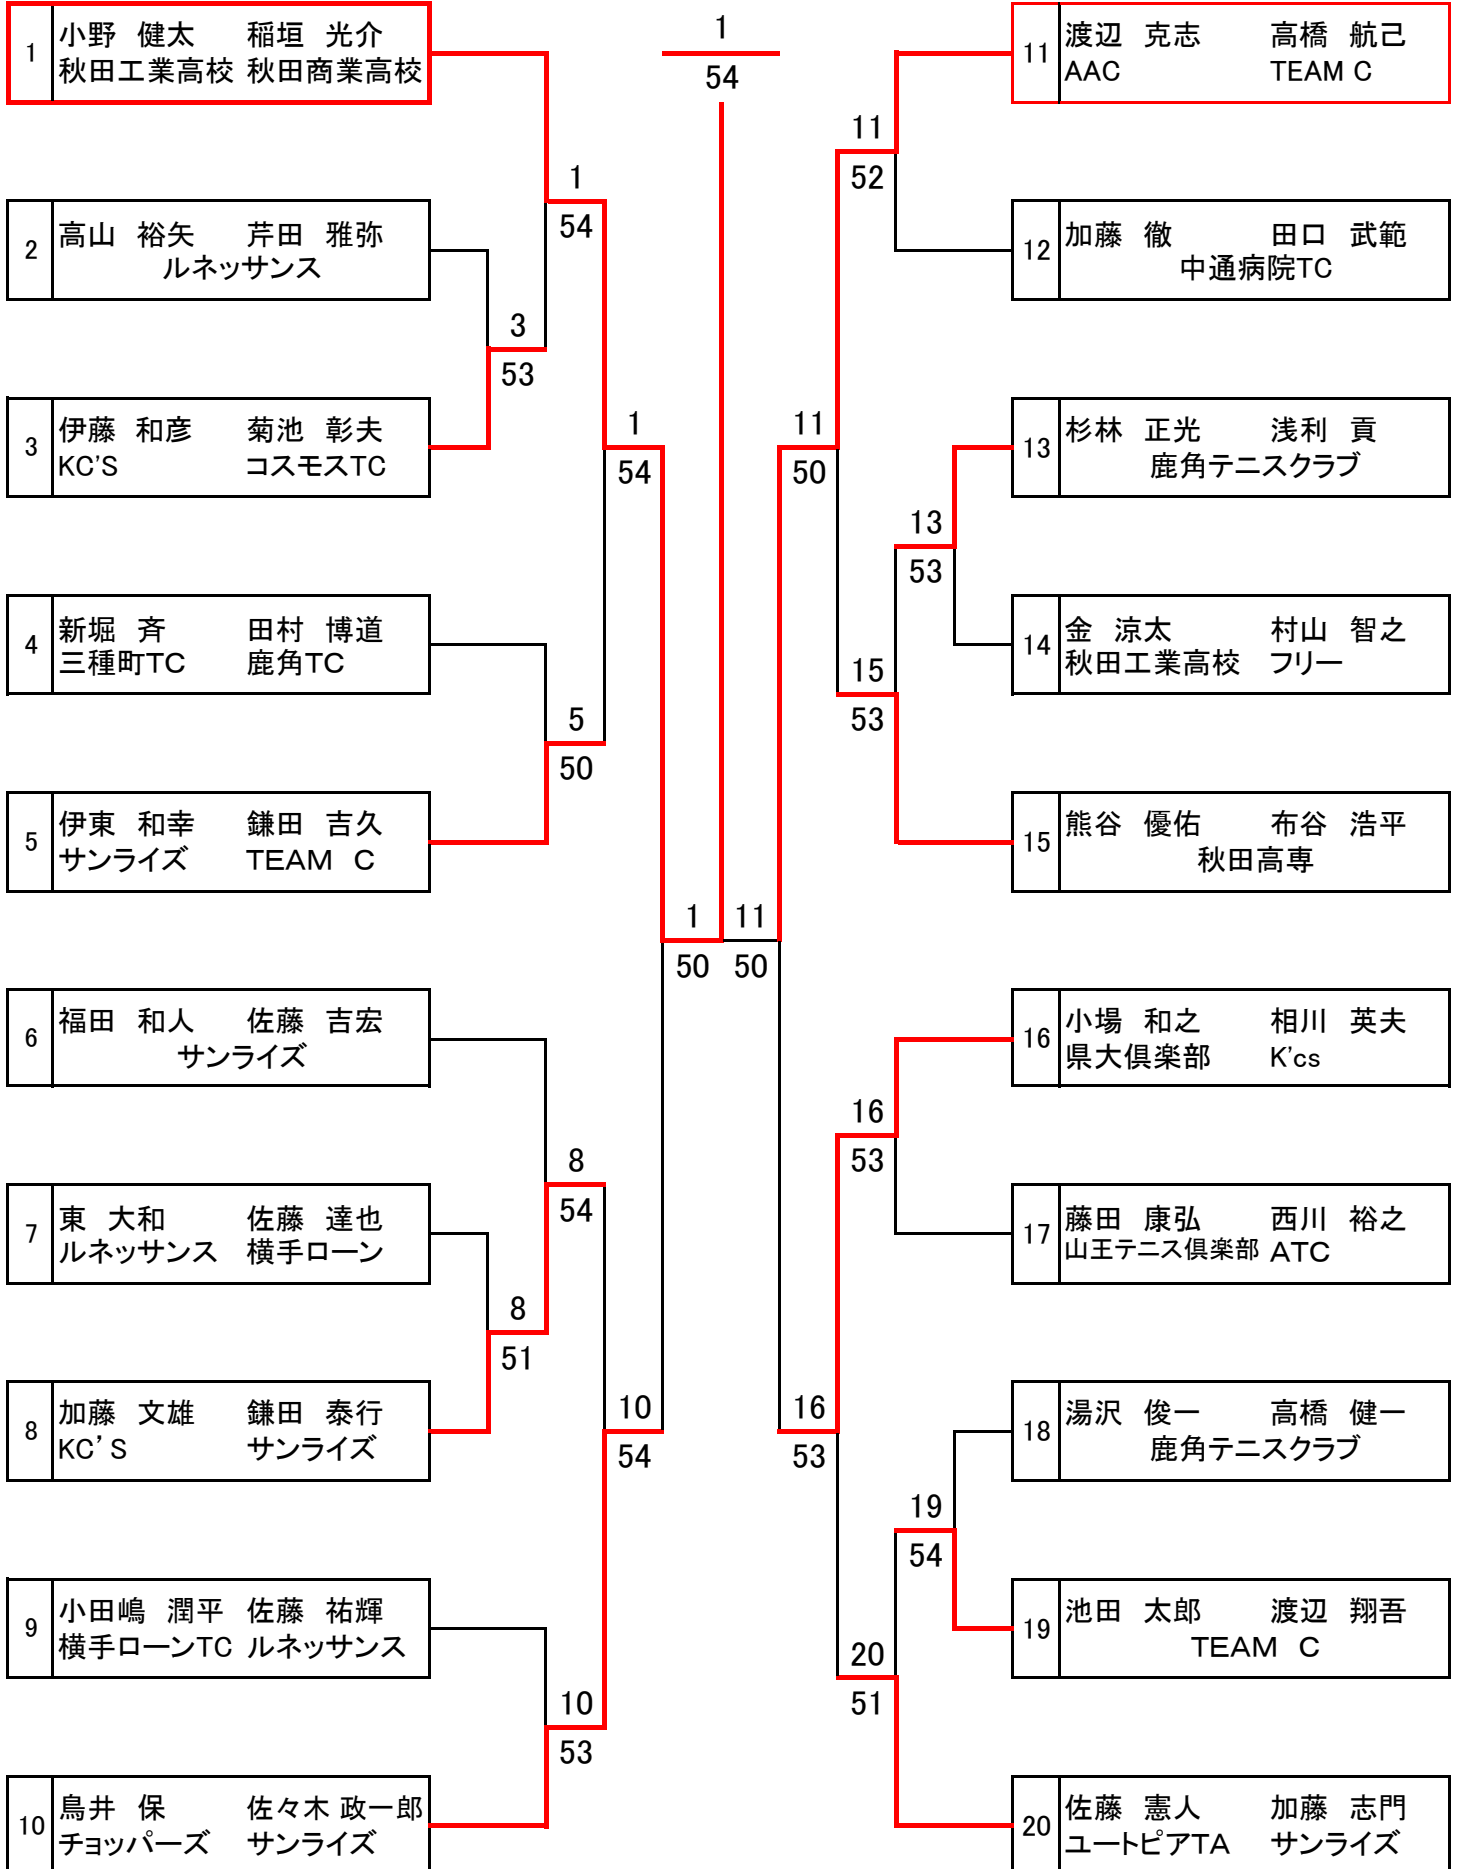 1
小野 健太 稲垣 光介
秋田工業高校 秋田商業高校
2
高山 裕矢 芹田 雅弥
ルネッサンス
3
伊藤 和彦 菊池 彰夫
KC'S コスモスTC
4
新堀 斉 田村 博道
三種町TC 鹿角TC
5
伊東 和幸 鎌田 吉久
サンライズ TEAM C
6
福田 和人 佐藤 吉宏
サンライズ
7
東 大和 佐藤 達也
ルネッサンス 横手ローン
8
加藤 文雄 鎌田 泰行
KC'S サンライズ
9
小田嶋 潤平 佐藤 祐輝
横手ローンTC ルネッサンス
10
鳥井 保 佐々木 政一郎
チョッパーズ サンライズ
3
53
8
51
1
54
5
50
8
54
10
53
1
54
10
54
1
50
1
54
11
50
11
50
16
53
11
52
15
53
16
53
20
51
13
53
19
54
11
渡辺 克志 高橋 航己
AAC TEAM C
12
加藤 徹 田口 武範
中通病院TC
13
杉林 正光 浅利 貢
鹿角テニスクラブ
14
金 涼太 村山 智之
秋田工業高校 フリー
15
熊谷 優佑 布谷 浩平
秋田高専
16
小場 和之 相川 英夫
県大倶楽部 K'cs
17
藤田 康弘 西川 裕之
山王テニス倶楽部 ATC
18
湯沢 俊一 高橋 健一
鹿角テニスクラブ
19
池田 太郎 渡辺 翔吾
TEAM C
20
佐藤 憲人 加藤 志門
ユートピアTA サンライズ